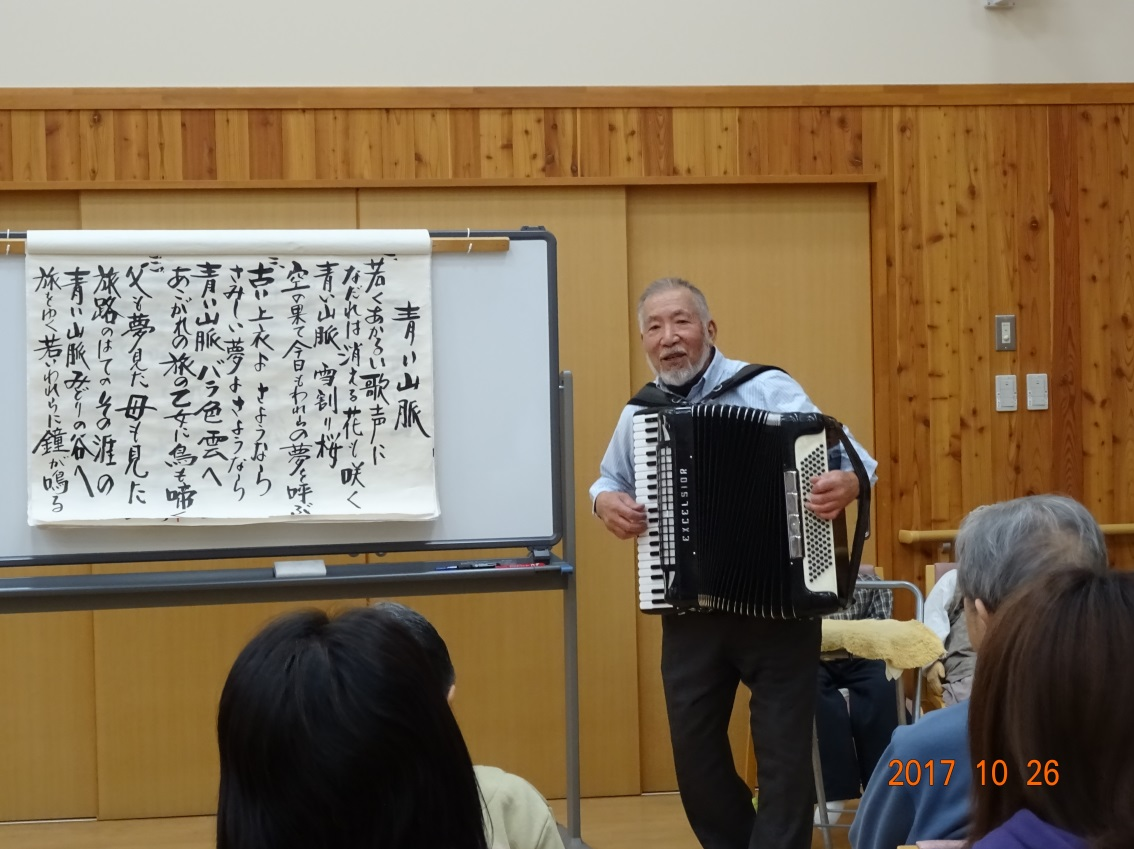 青い山脈
若くあかるい歌声に
なだれは消える花も咲く
青い山脈 雪割り桜
空の果て今日もわれらの夢を呼ぶ
古い上衣よ さようなら
さみしい夢よさようなら
青い山脈 バラ色雲へ
あこがれの旅の乙女に鳥も啼
父も夢見た 母も見た
旅路のはての その涯の
青い山脈 みどりの谷へ
旅をゆく若いわれらに鐘が鳴る
EXCELSIOR
2017 10 26